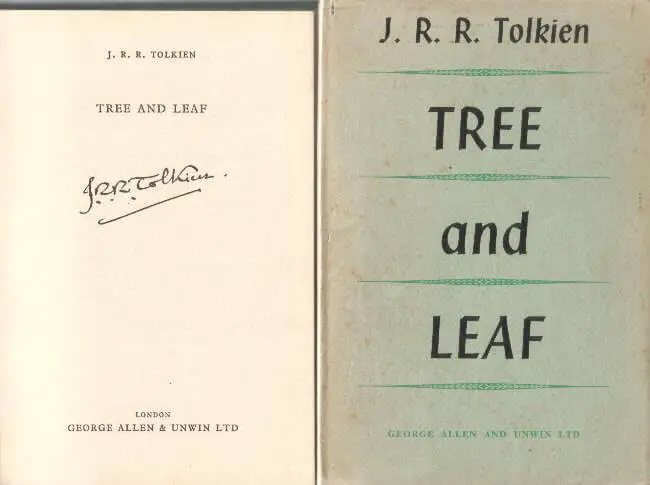 J. R. R. TOLKIEN
TREE AND LEAF
J.R.R. Tolkien.
LONDON
GEORGE ALLEN & UNWIN LTD
J. R. R. Tolkien
TREE
and
LEAF
GEORGE ALLEN AND UNWIN LTD